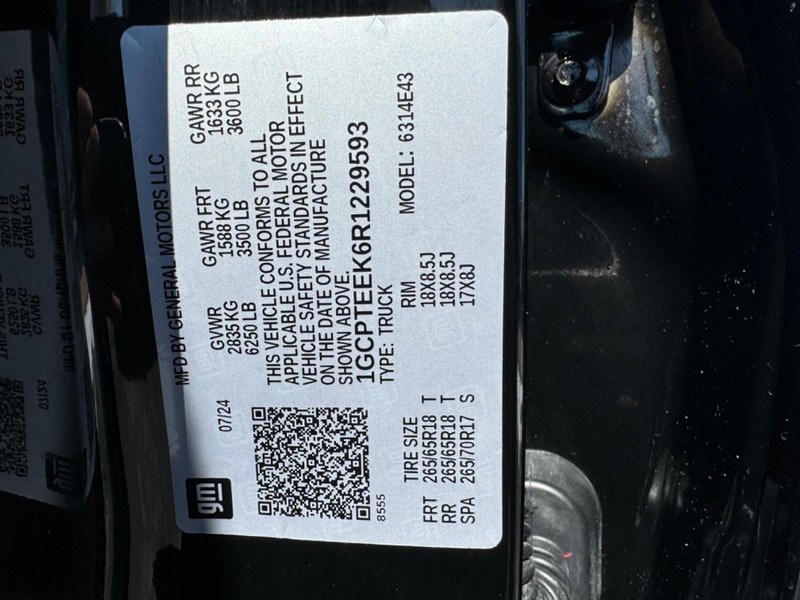 gm
07/24
MFD BY GENERAL MOTORS LLC
GVWR GAWR FRT GAWR RR
2835 KG 1588 KG 1633 KG
6250 LB 3500 LB 3600 LB
THIS VEHICLE CONFORMS TO ALL
APPLICABLE U.S. FEDERAL MOTOR
VEHICLE SAFETY STANDARDS IN EFFECT
ON THE DATE OF MANUFACTURE
SHOWN ABOVE.
1GCPTEEK6R1229593
TYPE: TRUCK MODEL: 6314E43
8555
TIRE SIZE RIM
FRT 265/65R18 T 18X8.5J
RR 265/65R18 T 18X8.5J
SPA 265/70R17 S 17X8J